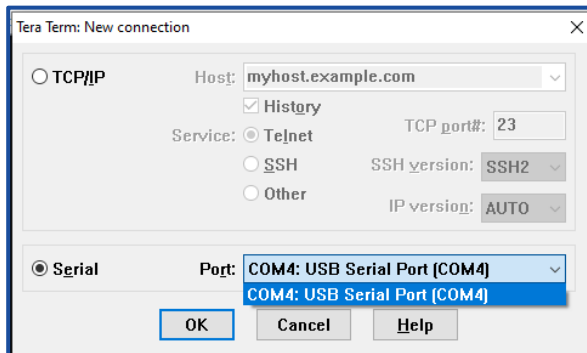 Tera Term: New connection
TCP/IP Host: myhost.example.com
History
Service: Telnet TCP port#: 23
SSH SSH version: SSH2
Other IP version: AUTO
Serial Port: COM4: USB Serial Port (COM4)
COM4: USB Serial Port (COM4)
OK Cancel Help